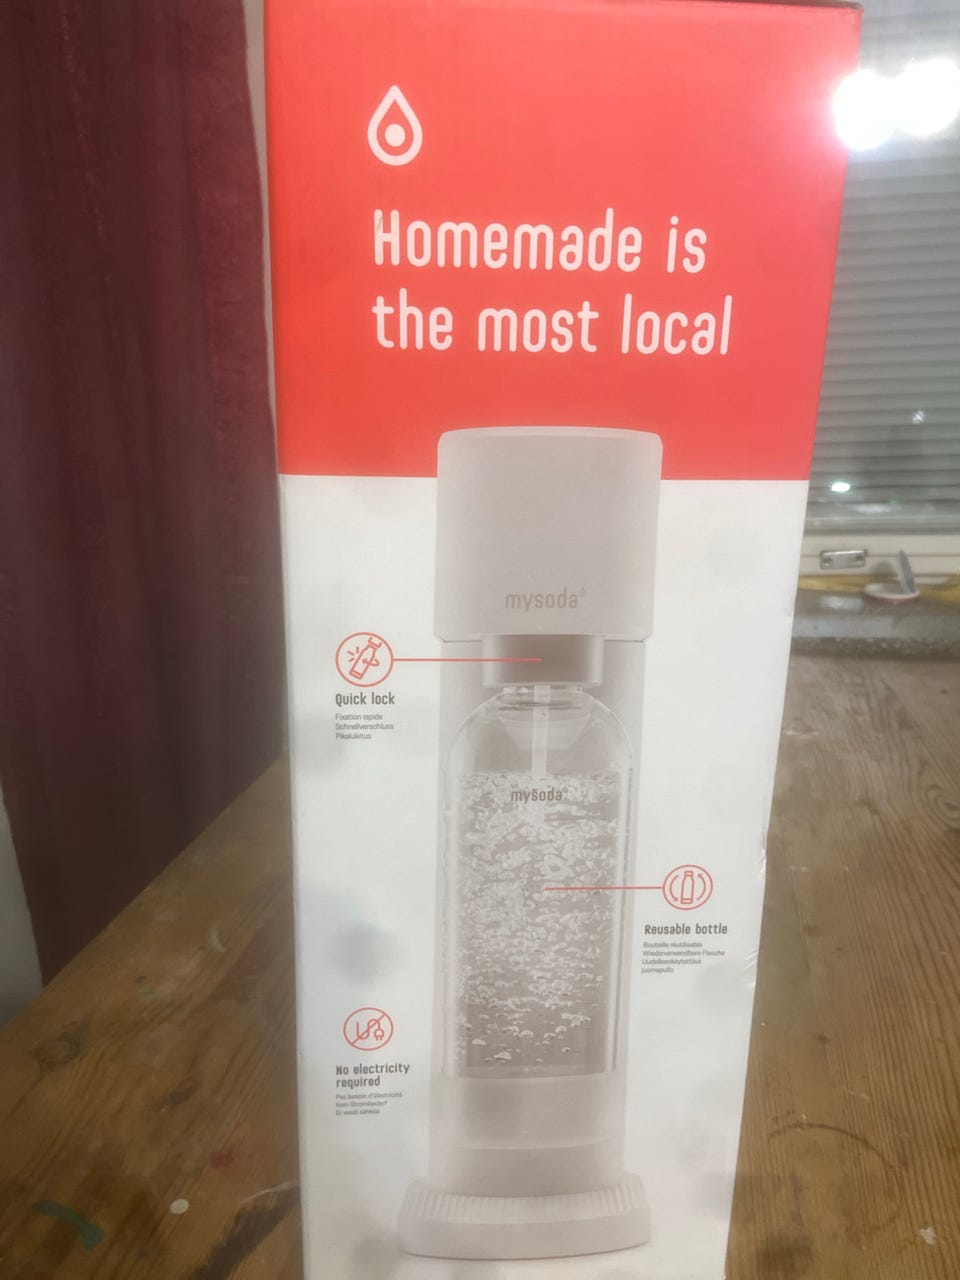 Homemade is
the most local
mysoda®
Quick lock
Fixation rapide
Schnellverschluss
Pikalukitus
mysoda®
Reusable bottle
Bouteille réutilisable
Wiederverwendbare Flasche
Uudelleenkäytettävä
juomapullo
No electricity
required
Pas besoin d'électricité
Kein Strombedarf
Ei vaadi sähköä